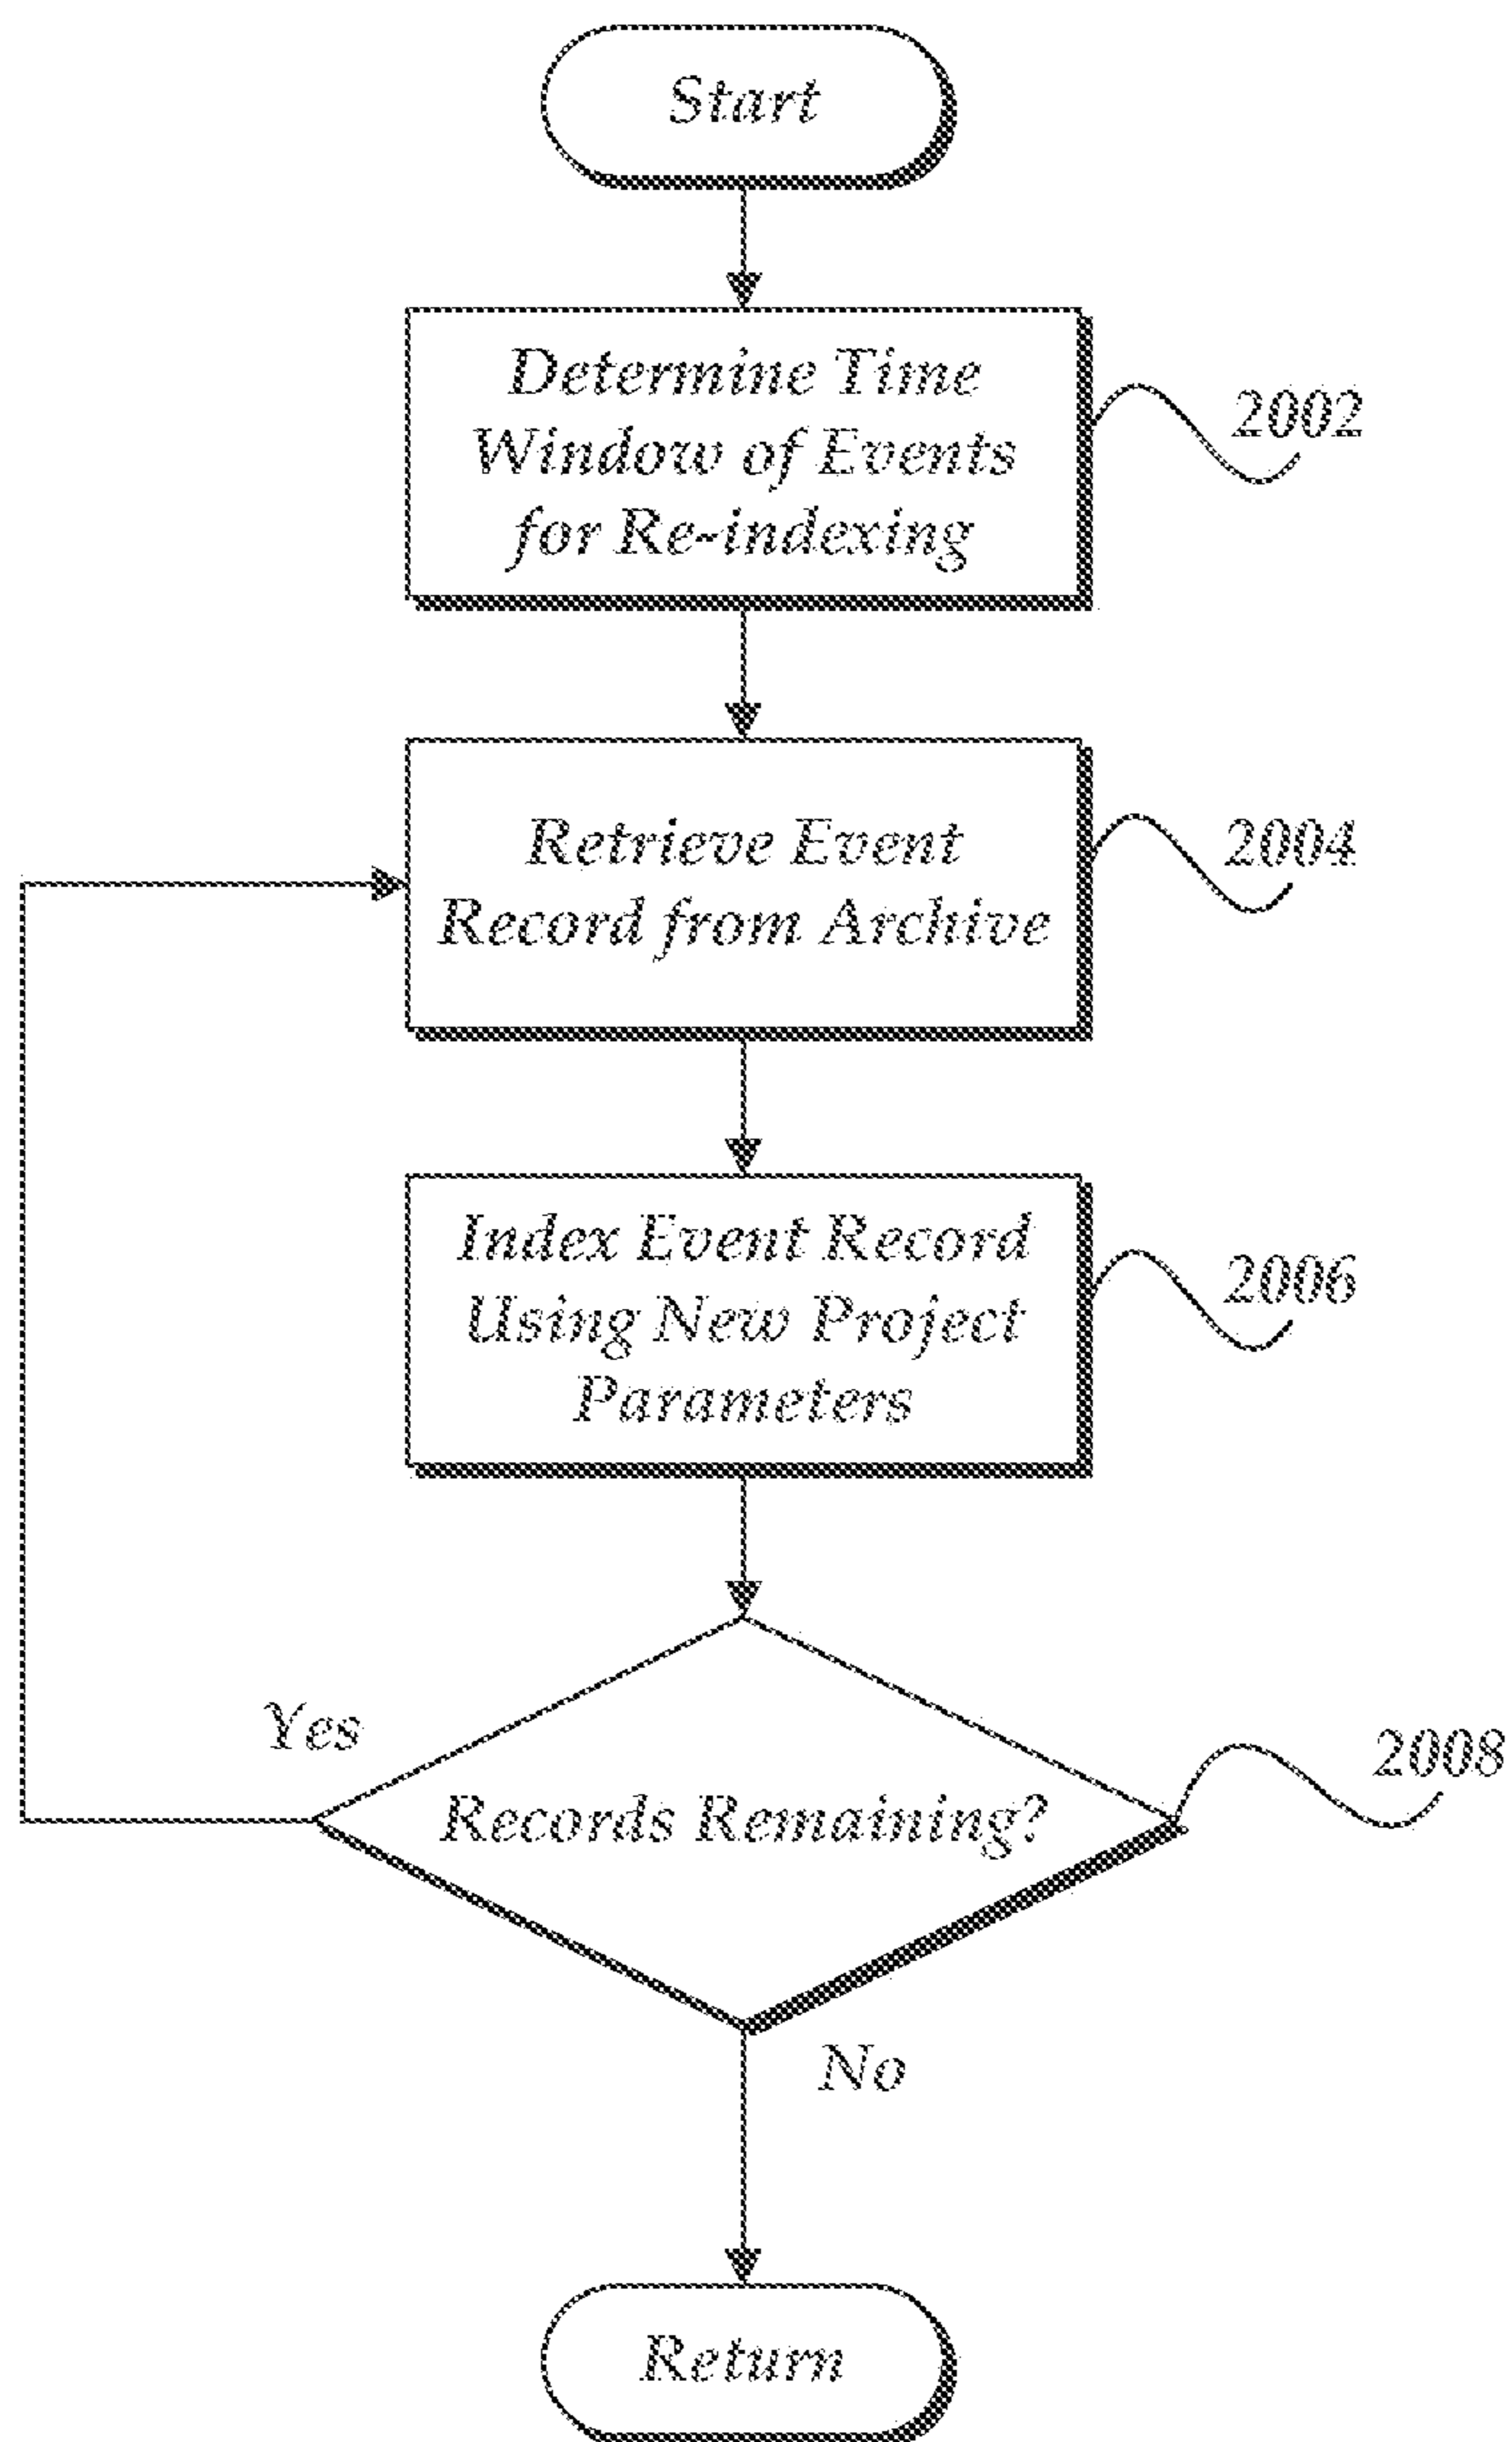 Start
Determine Time
Window of Events
for Re-indexing
2002
Retrieve Event
Record from Archive
2004
Index Event Record
Using New Project
Parameters
2006
Yes
Records Remaining?
2008
No
Return